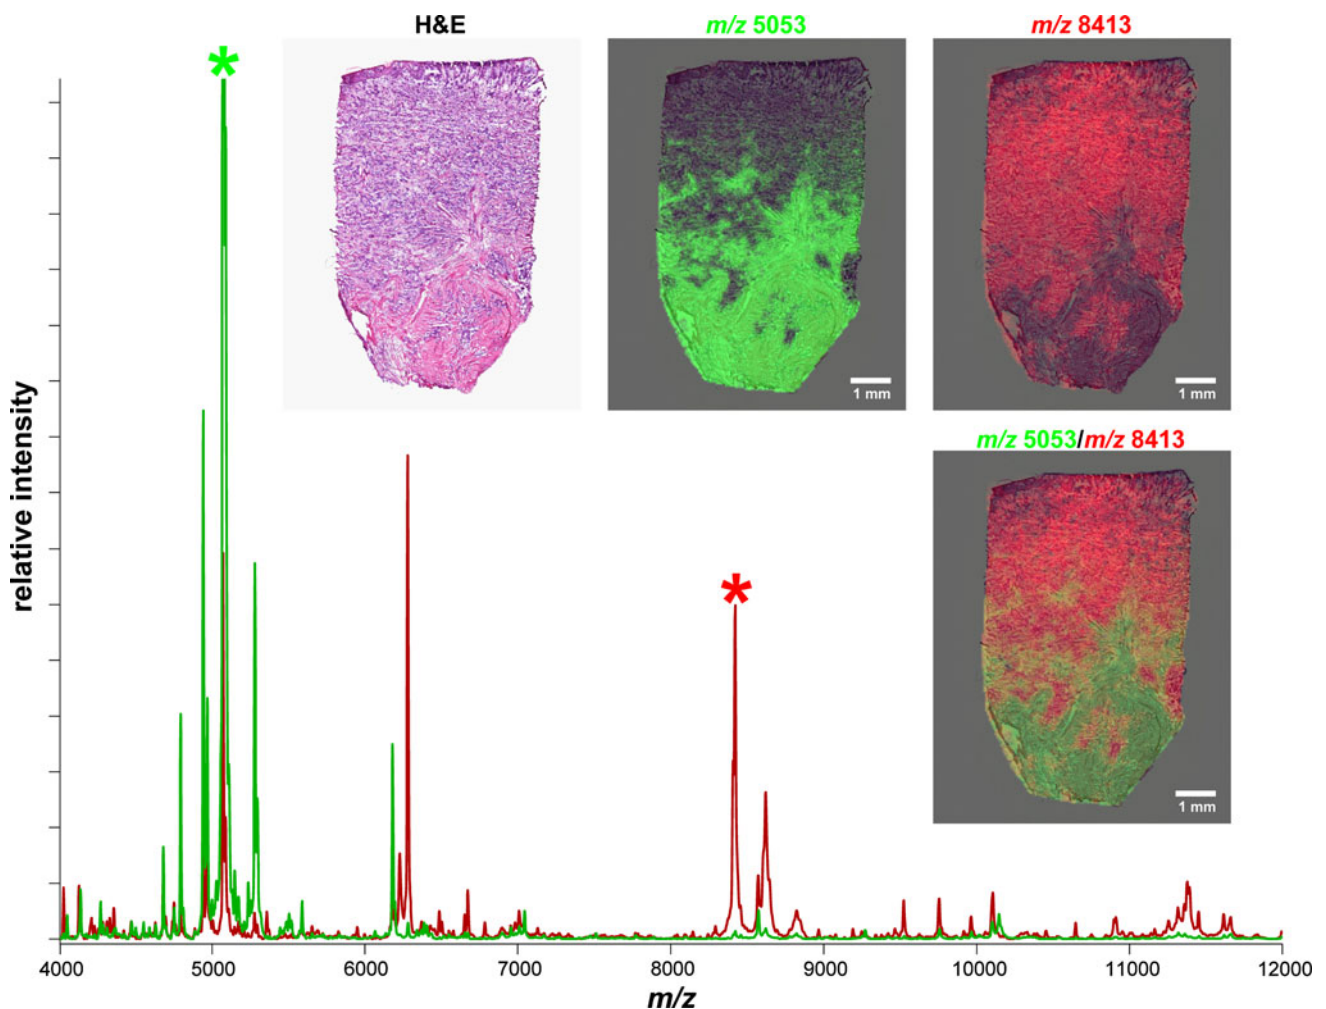 H&E
m/z 5053
m/z 8413
1 mm
1 mm
m/z 5053/m/z 8413
1 mm
*
*
relative intensity
4000 5000 6000 7000 8000 9000 10000 11000 12000
m/z